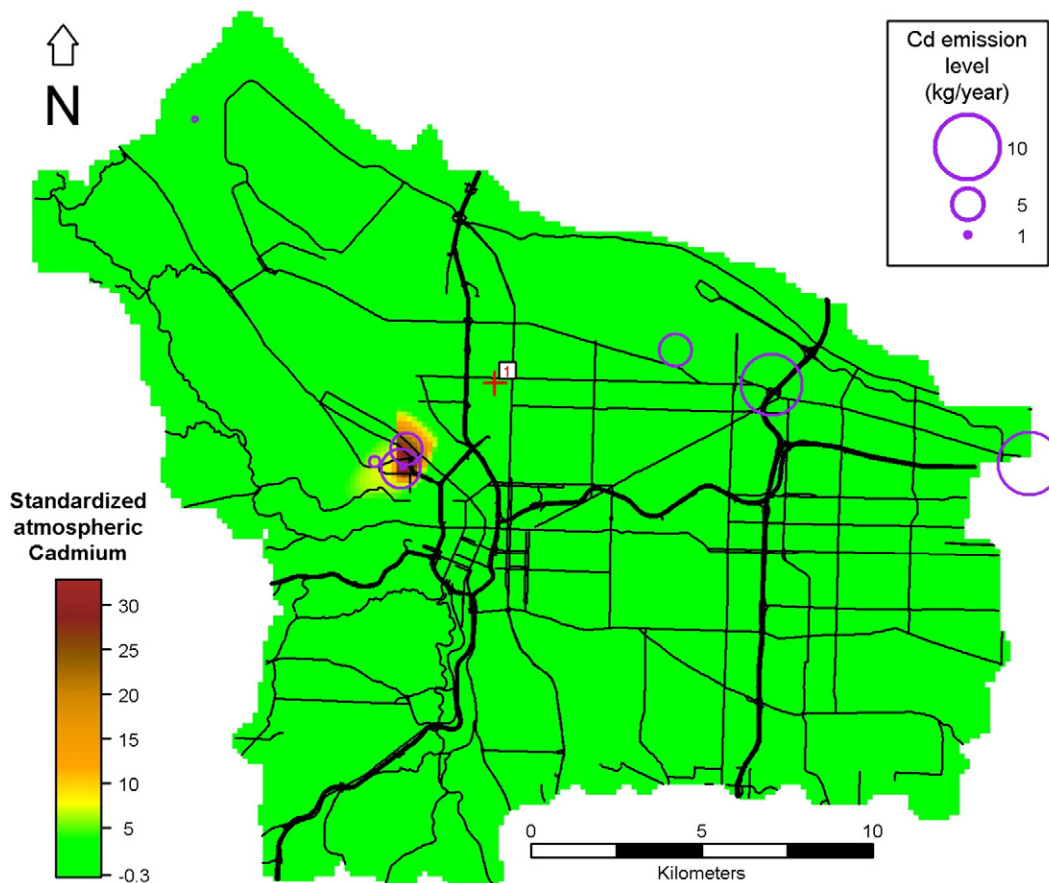 N
Cd emission
level
(kg/year)
10
5
1
1
Standardized
atmospheric
Cadmium
30
25
20
15
10
5
-0.3
0 5 10
Kilometers